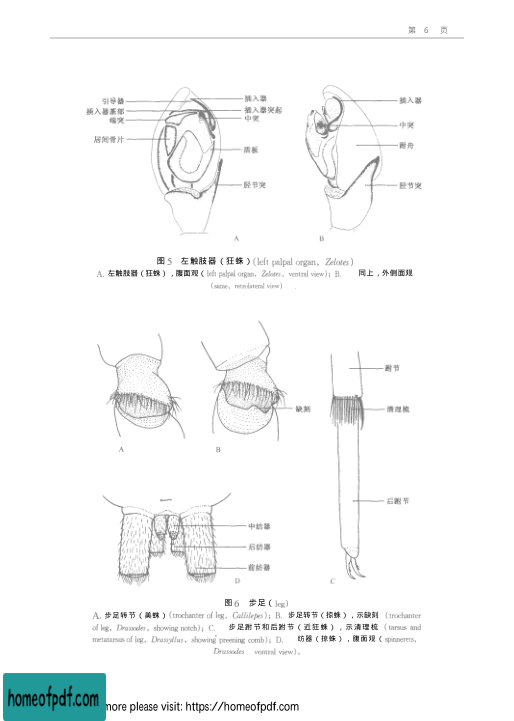 第 6 页
引导器
插入器基部
端突
居间骨片
插入器
插入器突起
中突
盾板
胫节突
A
插入器
中突
跗舟
胫节突
B
图 5 左触肢器（狂蛛）(left palpal organ, Zelotes)
A. 左触肢器（狂蛛），腹面观（left palpal organ, Zelotes, ventral view); B. 同上，外侧面观
(same, retrolateral view)
A
B
缺刻
跗节
清理梳
后跗节
C
中纺器
后纺器
前纺器
D
图 6 步足（leg)
A. 步足转节（美蛛）(trochanter of leg, Callilepes); B. 步足转节（掠蛛），示缺刻 (trochanter
of leg, Drassodes, showing notch); C. 步足跗节和后跗节（近狂蛛），示清理梳 (tarsus and
metatarsus of leg, Drassyllus, showing preening comb); D. 纺器（掠蛛），腹面观（spinnerets,
Drassodes, ventral view)。
homeofpdf.com
more please visit: https://homeofpdf.com